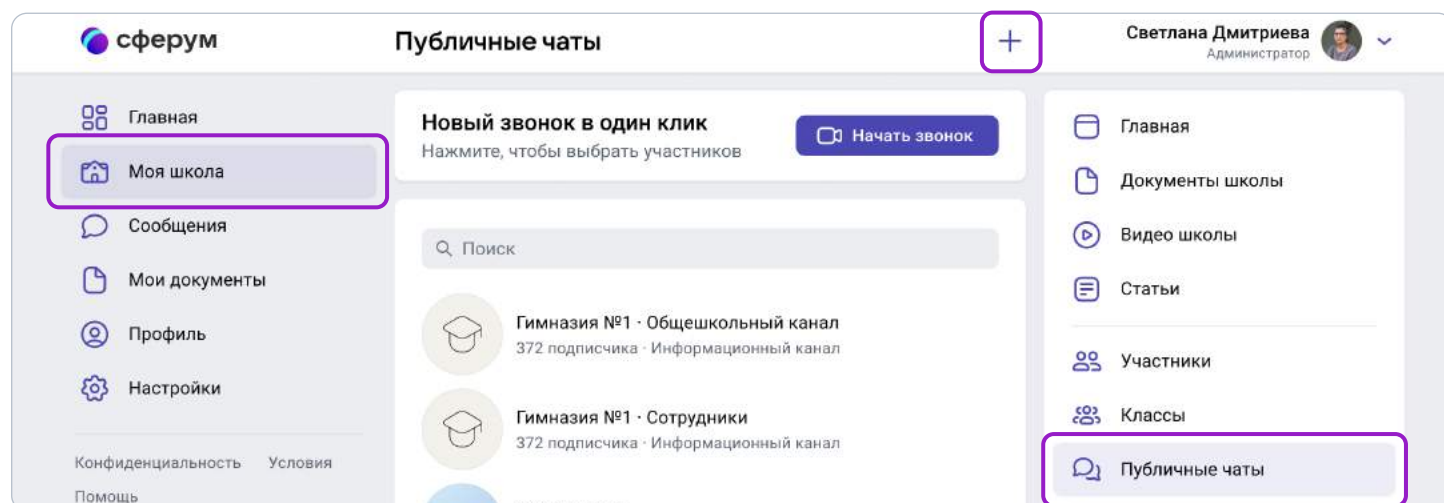 сферум
Публичные чаты
Светлана Дмитриева
Администратор
Главная
Моя школа
Сообщения
Мои документы
Профиль
Настройки
Конфиденциальность Условия
Помощь
Новый звонок в один клик
Нажмите, чтобы выбрать участников
Начать звонок
Поиск
Гимназия №1 · Общешкольный канал
372 подписчика · Информационный канал
Гимназия №1 · Сотрудники
372 подписчика · Информационный канал
Главная
Документы школы
Видео школы
Статьи
Участники
Классы
Публичные чаты